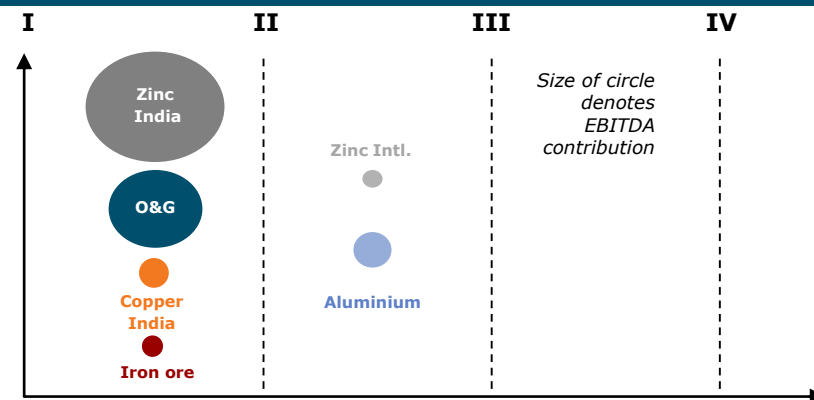 I
II
III
IV
Size of circle
denotes
EBITDA
contribution
Zinc
India
Zinc Intl.
O&G
Aluminium
Copper
India
Iron ore